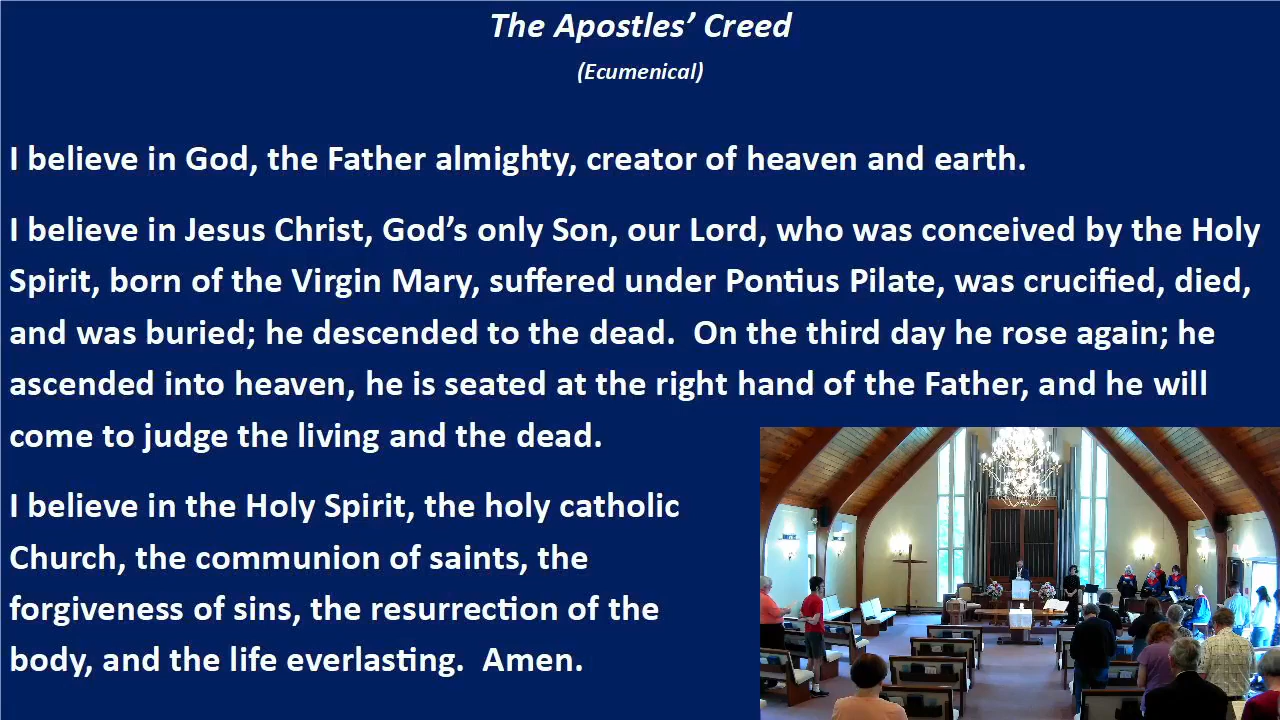 The Apostles’ Creed
(Ecumenical)
I believe in God, the Father almighty, creator of heaven and earth.
I believe in Jesus Christ, God’s only Son, our Lord, who was conceived by the Holy
Spirit, born of the Virgin Mary, suffered under Pontius Pilate, was crucified, died,
and was buried; he descended to the dead.  On the third day he rose again; he
ascended into heaven, he is seated at the right hand of the Father, and he will
come to judge the living and the dead.
I believe in the Holy Spirit, the holy catholic
Church, the communion of saints, the
forgiveness of sins, the resurrection of the
body, and the life everlasting.  Amen.